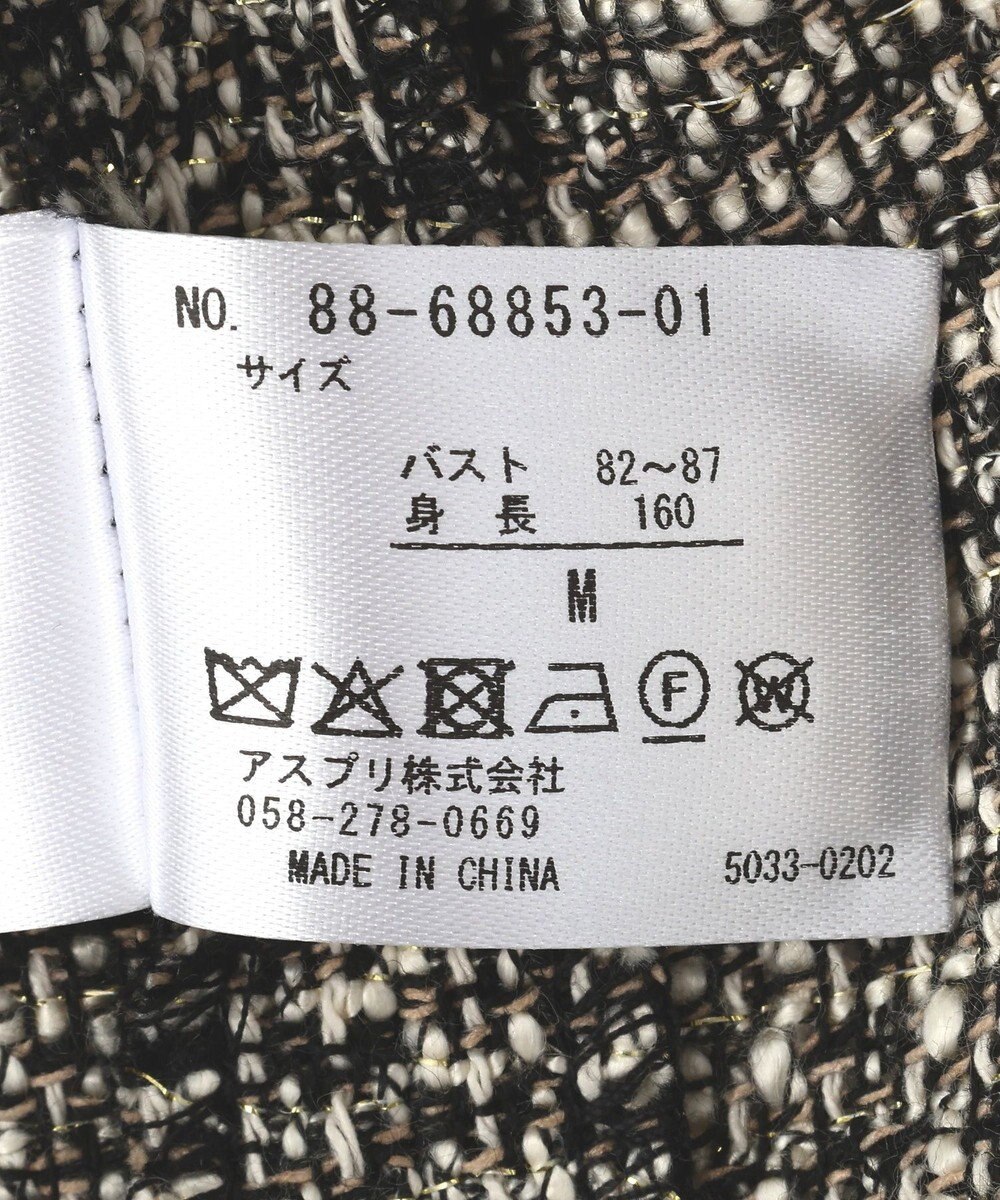 NO. 88-68853-01
サイズ
バスト 82～87
身 長 160
M
F W
アスプリ株式会社
058-278-0669
MADE IN CHINA 5033-0202